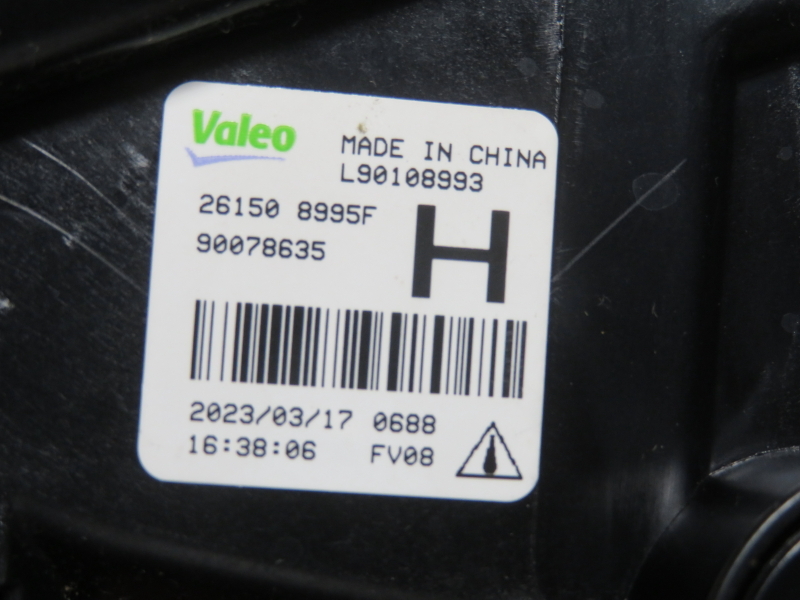 Valeo
MADE IN CHINA
L90108993
26150 8995F
90078635
H
2023/03/17 0688
16:38:06 FV08